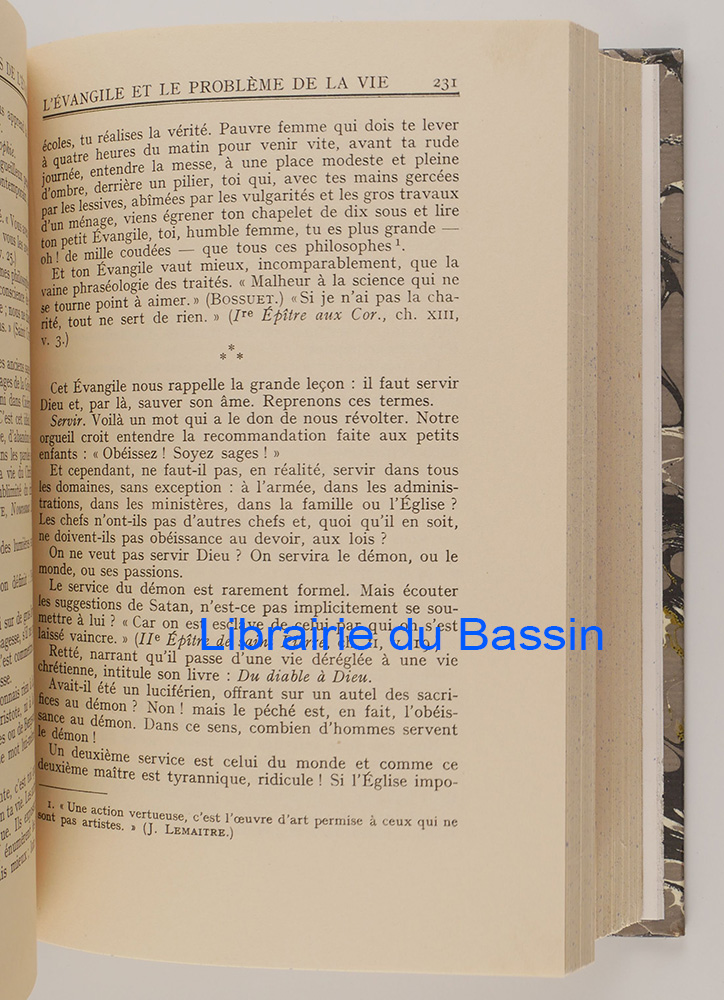 L'ÉVANGILE ET LE PROBLÈME DE LA VIE 231
écoles, tu réalises la vérité. Pauvre femme qui dois te lever
à quatre heures du matin pour venir vite, avant ta rude
journée, entendre la messe, à une place modeste et pleine
d'ombre, derrière un pilier, toi qui, avec tes mains gercées
par les lessives, abîmées par les vulgarités et les gros travaux
d'un ménage, viens égrener ton chapelet de dix sous et lire
ton petit Évangile, toi, humble femme, tu es plus grande —
oh! de mille coudées — que tous ces philosophes¹.
Et ton Évangile vaut mieux, incomparablement, que la
vaine phraséologie des traités. « Malheur à la science qui ne
se tourne point à aimer. » (BOSSUET.) « Si je n'ai pas la cha-
rité, tout ne sert de rien. » (Iʳᵉ Épître aux Cor., ch. XIII,
v. 3.)
*
* *
Cet Évangile nous rappelle la grande leçon : il faut servir
Dieu et, par là, sauver son âme. Reprenons ces termes.
Servir. Voilà un mot qui a le don de nous révolter. Notre
orgueil croit entendre la recommandation faite aux petits
enfants : « Obéissez ! Soyez sages ! »
Et cependant, ne faut-il pas, en réalité, servir dans tous
les domaines, sans exception : à l'armée, dans les adminis-
trations, dans les ministères, dans la famille ou l'Église ?
Les chefs n'ont-ils pas d'autres chefs et, quoi qu'il en soit,
ne doivent-ils pas obéissance au devoir, aux lois ?
On ne veut pas servir Dieu ? On servira le démon, ou le
monde, ou ses passions.
Le service du démon est rarement formel. Mais écouter
les suggestions de Satan, n'est-ce pas implicitement se sou-
mettre à lui ? « Car on est esclave de celui par qui on s'est
laissé vaincre. » (IIᵉ Épître de saint Pierre, ch. II, v. 19.)
Librairie du Bassin
Retté, narrant qu'il passe d'une vie déréglée à une vie
chrétienne, intitule son livre : Du diable à Dieu.
Avait-il été un luciférien, offrant sur un autel des sacri-
fices au démon ? Non ! mais le péché est, en fait, l'obéis-
sance au démon. Dans ce sens, combien d'hommes servent
le démon !
Un deuxième service est celui du monde et comme ce
deuxième maître est tyrannique, ridicule ! Si l'Église impo-
1. « Une action vertueuse, c'est l'œuvre d'art permise à ceux qui ne
sont pas artistes. » (J. LEMAITRE.)